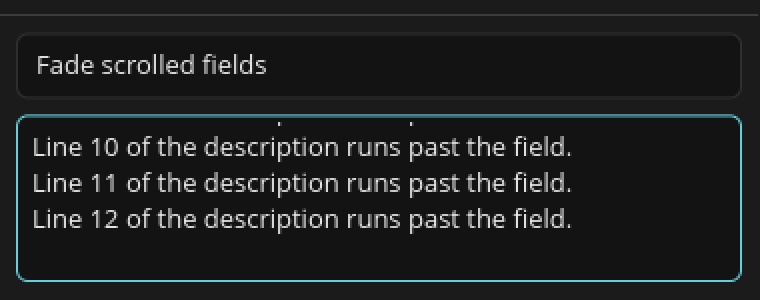 Fade scrolled fields
Line 10 of the description runs past the field.
Line 11 of the description runs past the field.
Line 12 of the description runs past the field.